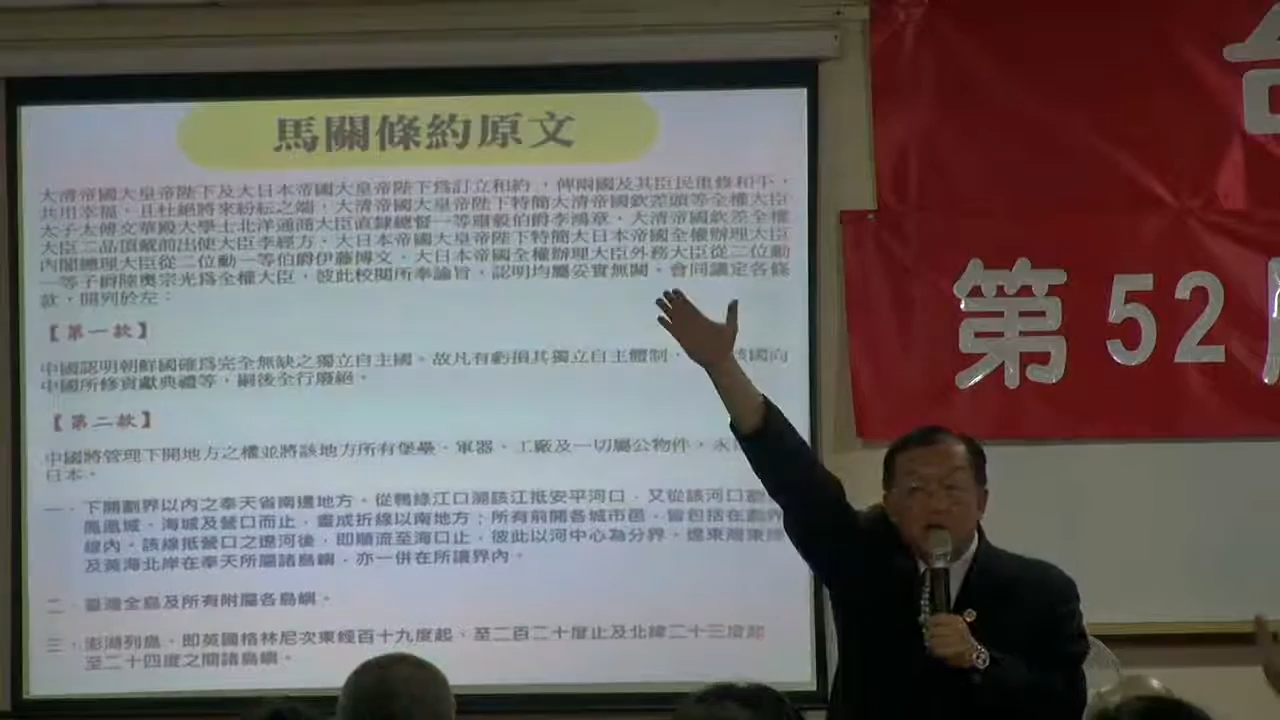 馬關條約原文
大清帝國大皇帝陛下及大日本帝國大皇帝陛下爲訂立和約，俾兩國及其臣民重修和平，
共用幸福，且杜絕將來紛紜之端，大清帝國大皇帝陛下特簡大清帝國欽差頭等全權大臣
太子太傅文華殿大學士北洋通商大臣直隸總督一等肅毅伯爵李鴻章、大清帝國欽差全權
大臣二品頂戴前出使大臣李經方，大日本帝國大皇帝陛下特簡大日本帝國全權辦理大臣
內閣總理大臣從二位勳一等伯爵伊藤博文、大日本帝國全權辦理大臣外務大臣從二位勳
一等子爵陸奧宗光爲全權大臣，彼此校閱所奉諭旨，認明均屬妥實無闕。會同議定各條
款，開列於左：
【第一款】
中國認明朝鮮國確爲完全無缺之獨立自主國。故凡有虧損其獨立自主體制，該國向
中國所修貢獻典禮等，嗣後全行廢絕。
【第二款】
中國將管理下開地方之權並將該地方所有堡壘、軍器、工廠及一切屬公物件，永
日本。
一、下開劃界以內之奉天省南邊地方。從鴨綠江口溯該江抵安平河口，又從該河口劃
鳳凰城、海城及營口而止，畫成折線以南地方；所有前開各城市邑，皆包括在劃界
線內。該線抵營口之遼河後，即順流至海口止，彼此以河中心為分界。遼東灣東岸
及黃海北岸在奉天所屬諸島嶼，亦一併在所讓界內。
二、臺灣全島及所有附屬各島嶼。
三、澎湖列島。即英國格林尼次東經百十九度起，至二百二十度止及北緯二十三度起
至二十四度之間諸島嶼。
第52